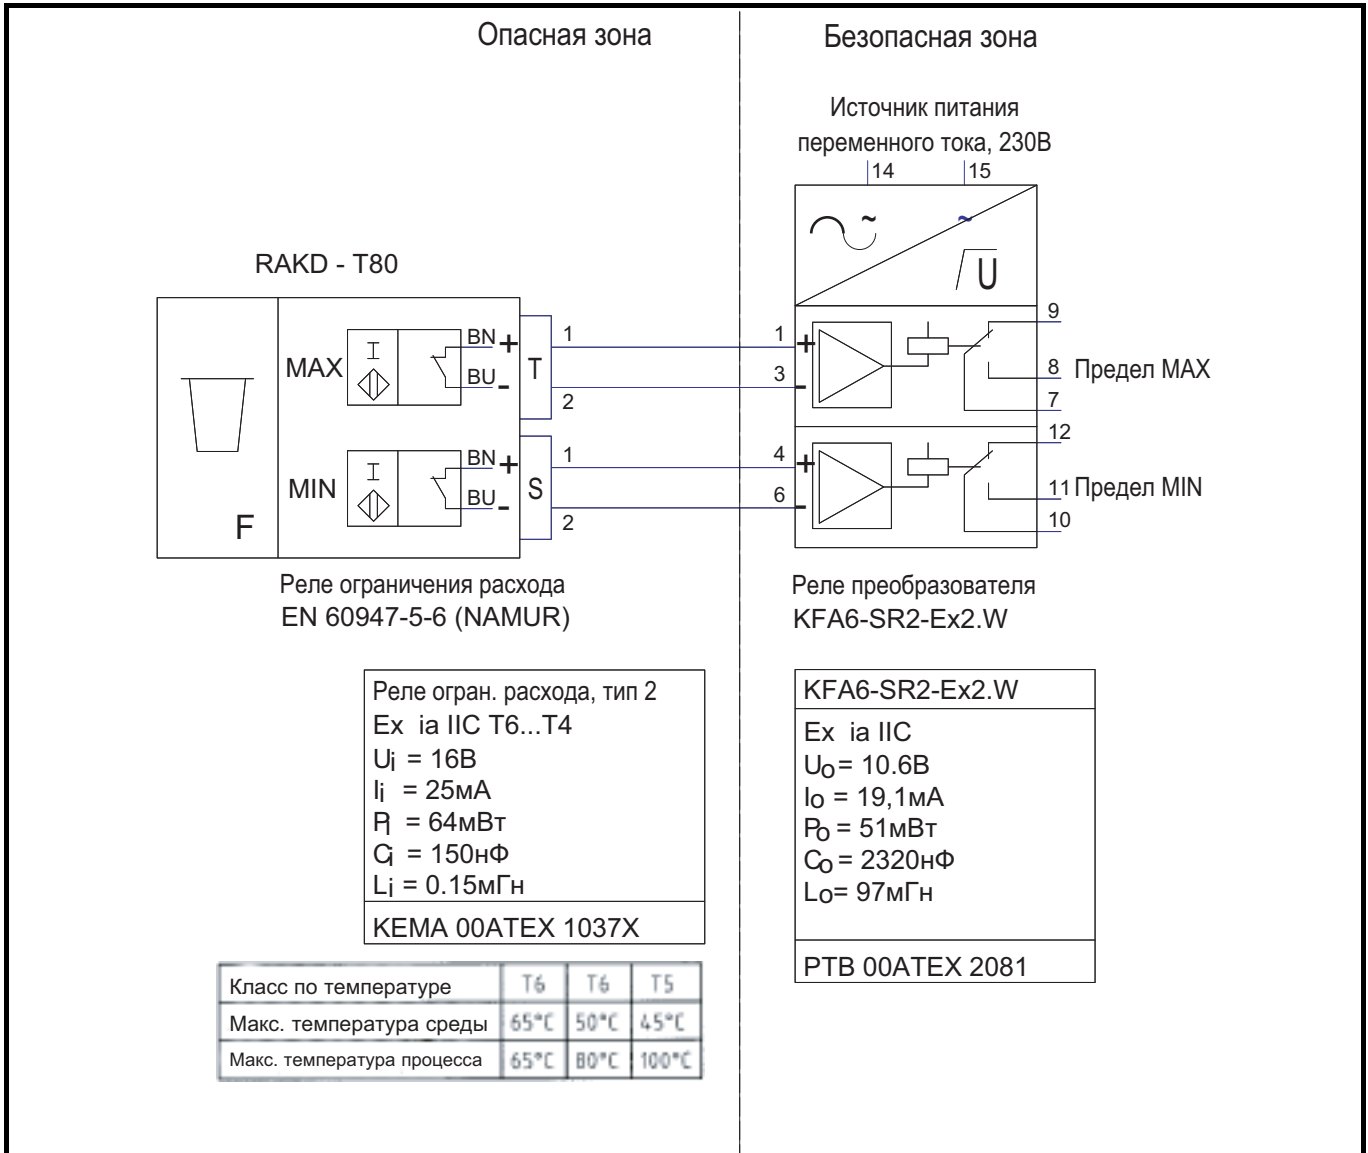 Опасная зона
Безопасная зона
Источник питания
переменного тока, 230В
14
15
~
~
U
RAKD - T80
MAX
I
BN +
BU -
T
1
2
MIN
I
BN +
BU -
S
1
2
F
1 +
3 -
4 +
6 -
9
8 Предел MAX
7
12
11 Предел MIN
10
Реле ограничения расхода
EN 60947-5-6 (NAMUR)
Реле преобразователя
KFA6-SR2-Ex2.W
Реле огран. расхода, тип 2
Ex ia IIC T6...T4
Ui = 16В
Ii = 25мА
Pi = 64мВт
Ci = 150нФ
Li = 0.15мГн
KEMA 00ATEX 1037X
KFA6-SR2-Ex2.W
Ex ia IIC
Uo = 10.6В
Io = 19,1мА
Po = 51мВт
Co = 2320нФ
Lo= 97мГн
PTB 00ATEX 2081
Класс по температуре T6 T6 T5
Макс. температура среды 65°C 50°C 45°C
Макс. температура процесса 65°C 80°C 100°C